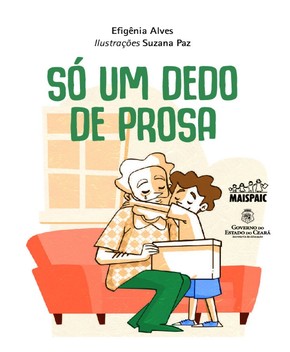 Efigênia Alves
Ilustrações Suzana Paz
SÓ UM DEDO
DE PROSA
MAISPAIC
GOVERNO DO
ESTADO DO CEARÁ